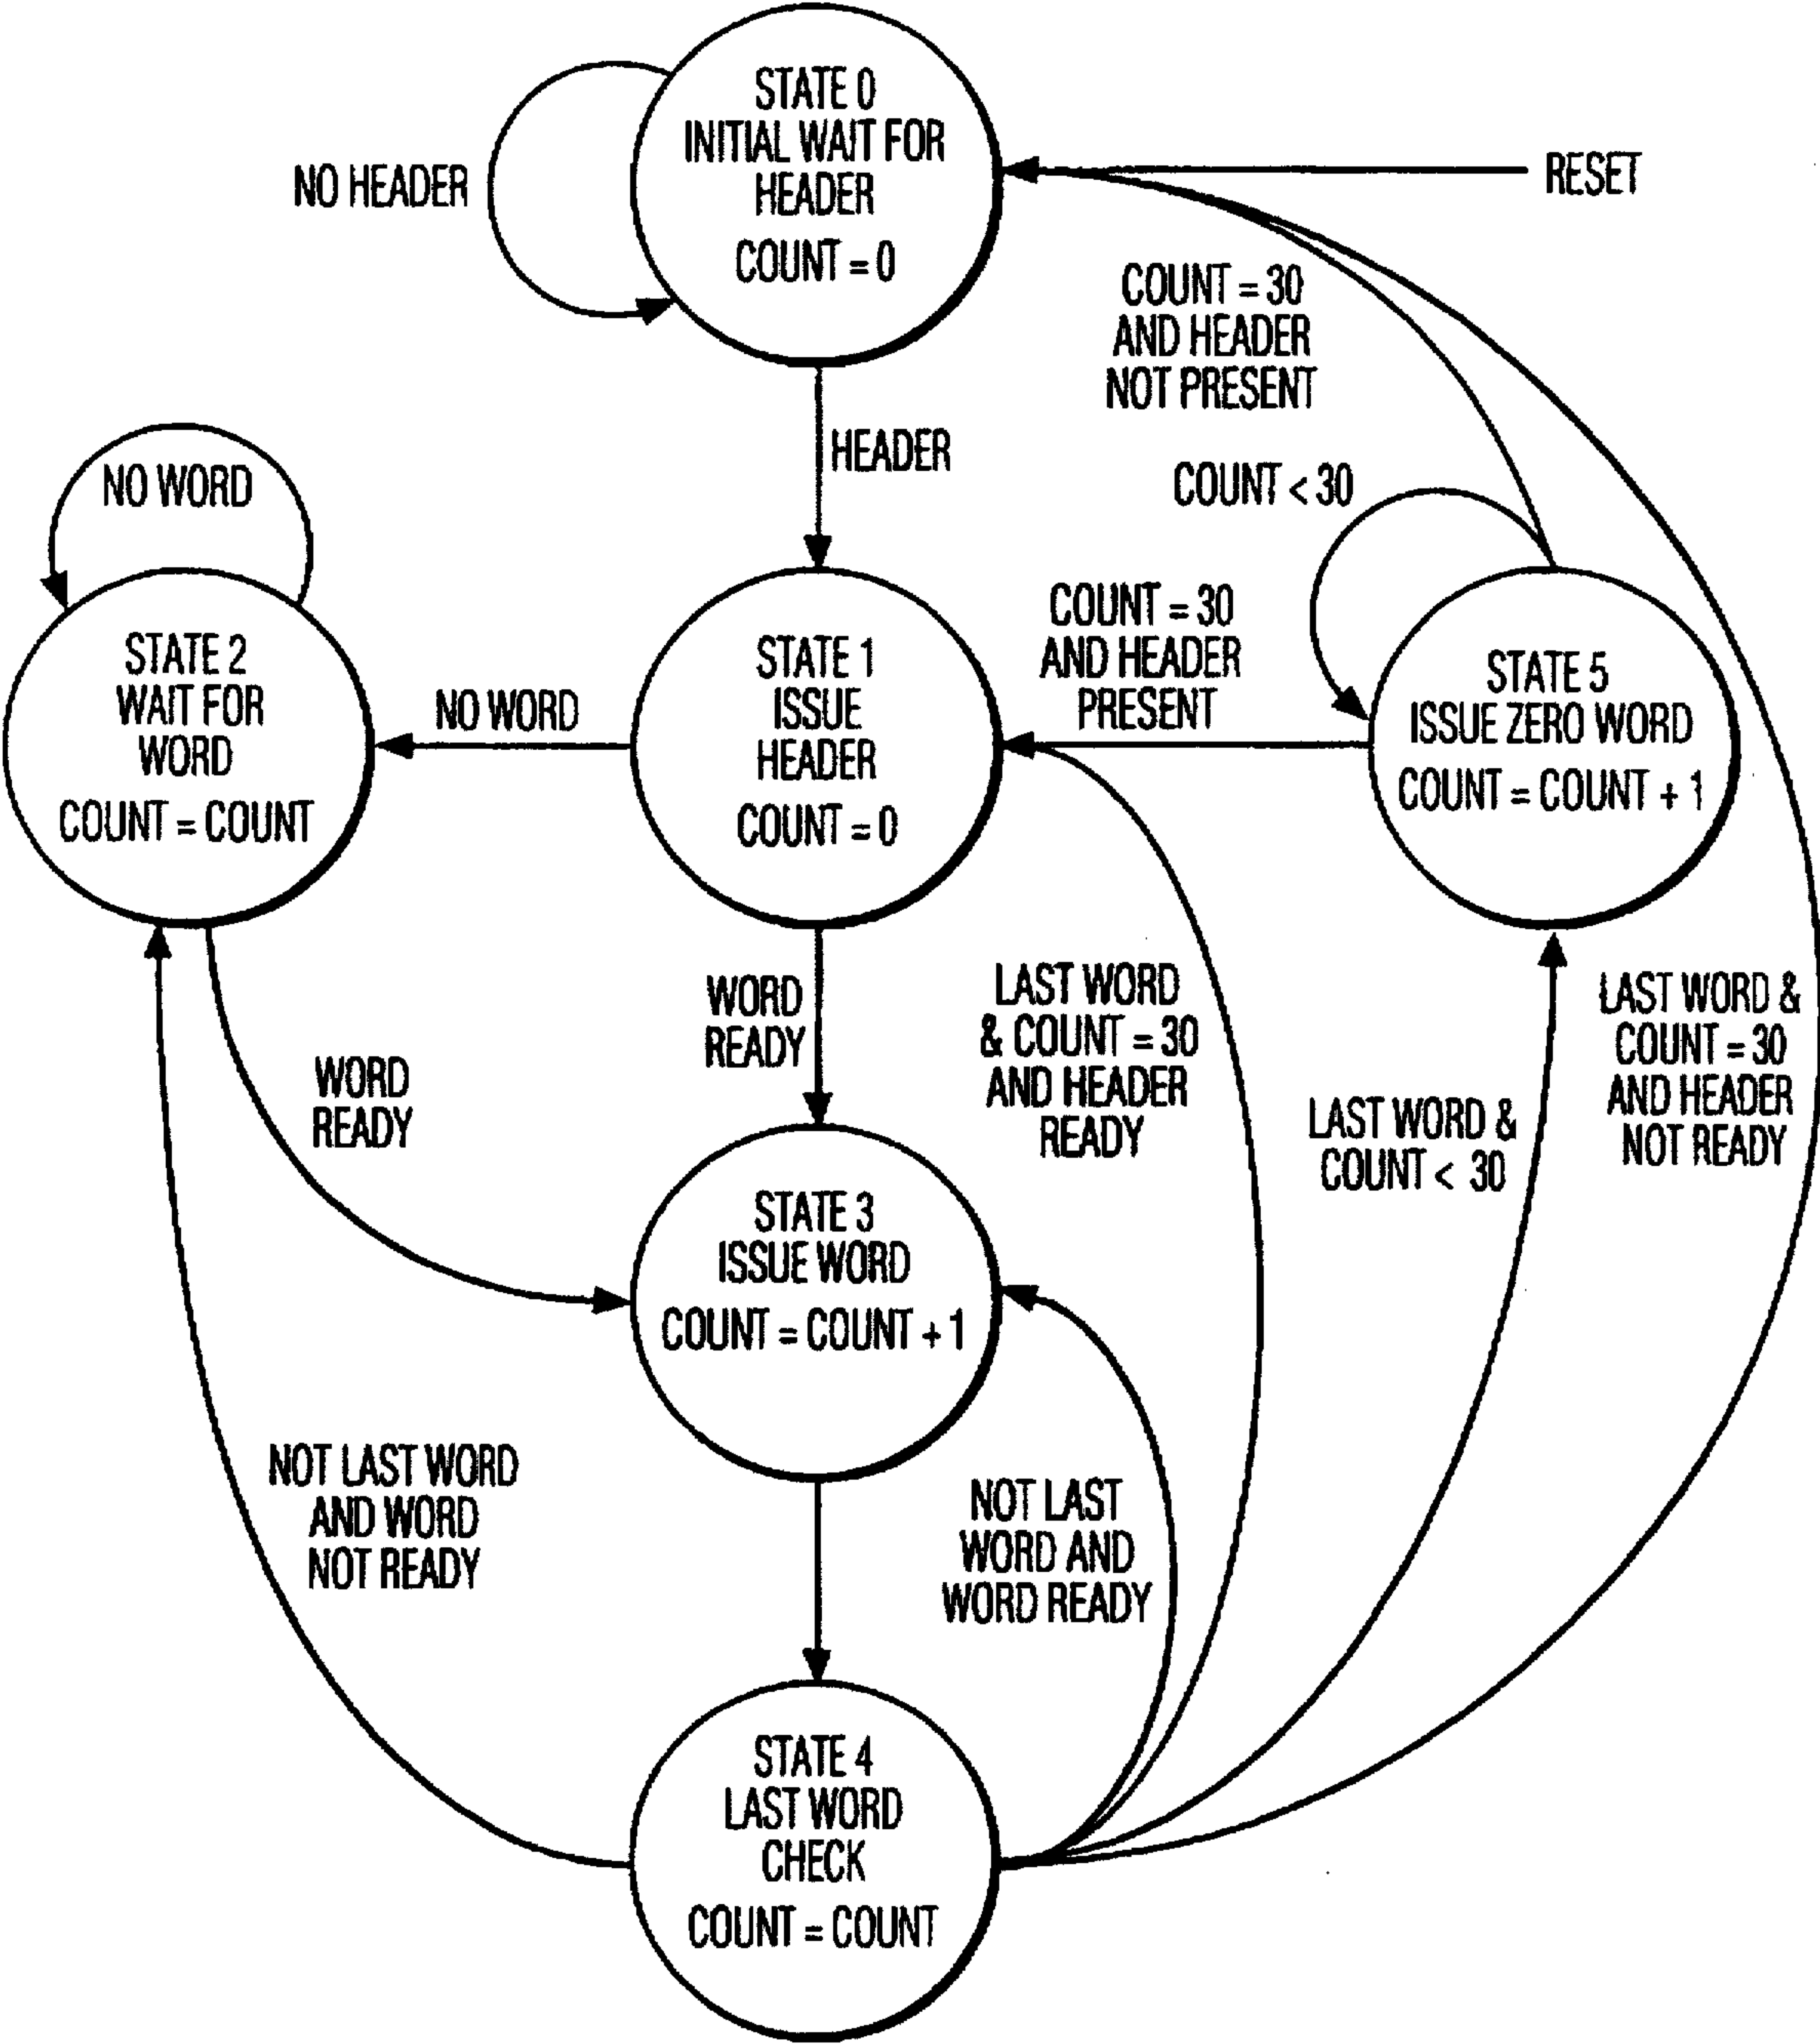 STATE 0
INITIAL WAIT FOR
HEADER
COUNT = 0
NO HEADER
RESET
COUNT = 30
AND HEADER
NOT PRESENT
HEADER
COUNT < 30
NO WORD
STATE 2
WAIT FOR
WORD
COUNT = COUNT
NO WORD
STATE 1
ISSUE
HEADER
COUNT = 0
COUNT = 30
AND HEADER
PRESENT
STATE 5
ISSUE ZERO WORD
COUNT = COUNT + 1
WORD
READY
WORD
READY
LAST WORD
& COUNT = 30
AND HEADER
READY
LAST WORD &
COUNT < 30
LAST WORD &
COUNT = 30
AND HEADER
NOT READY
STATE 3
ISSUE WORD
COUNT = COUNT + 1
NOT LAST WORD
AND WORD
NOT READY
NOT LAST
WORD AND
WORD READY
STATE 4
LAST WORD
CHECK
COUNT = COUNT